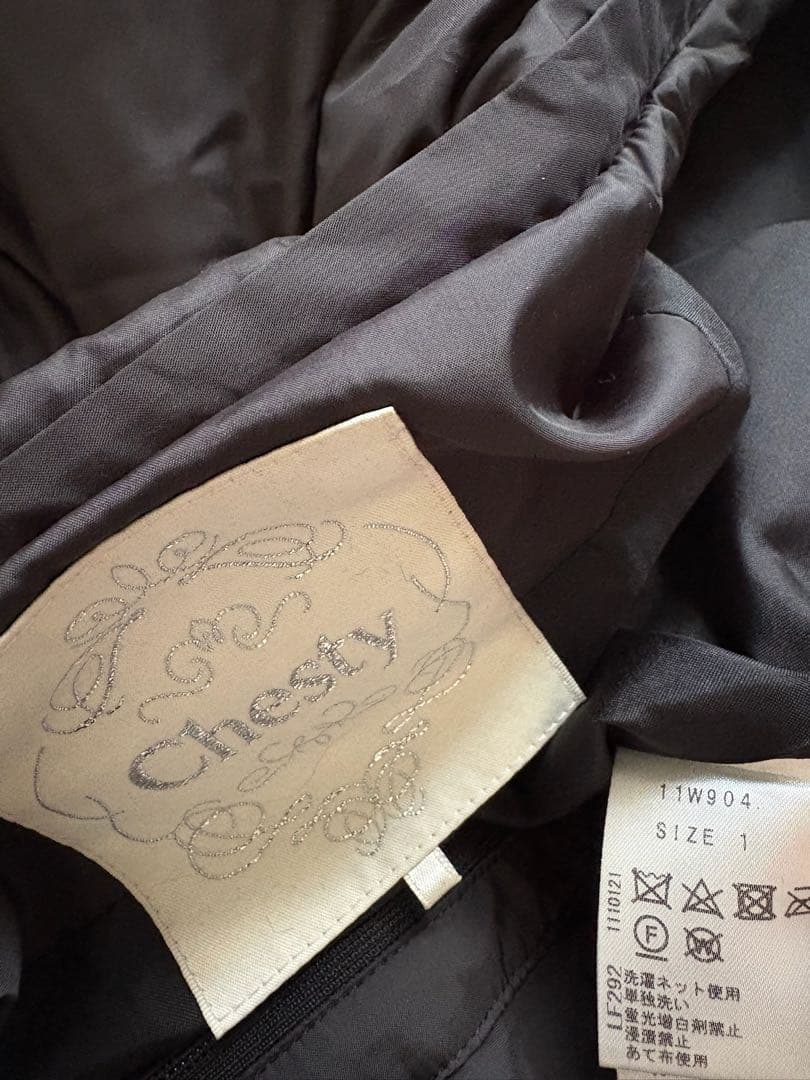 Chesty
11W904.
SIZE 1
LF292 1110121
F
W
洗濯ネット使用
単独洗い
蛍光増白剤禁止
浸漬禁止
あて布使用